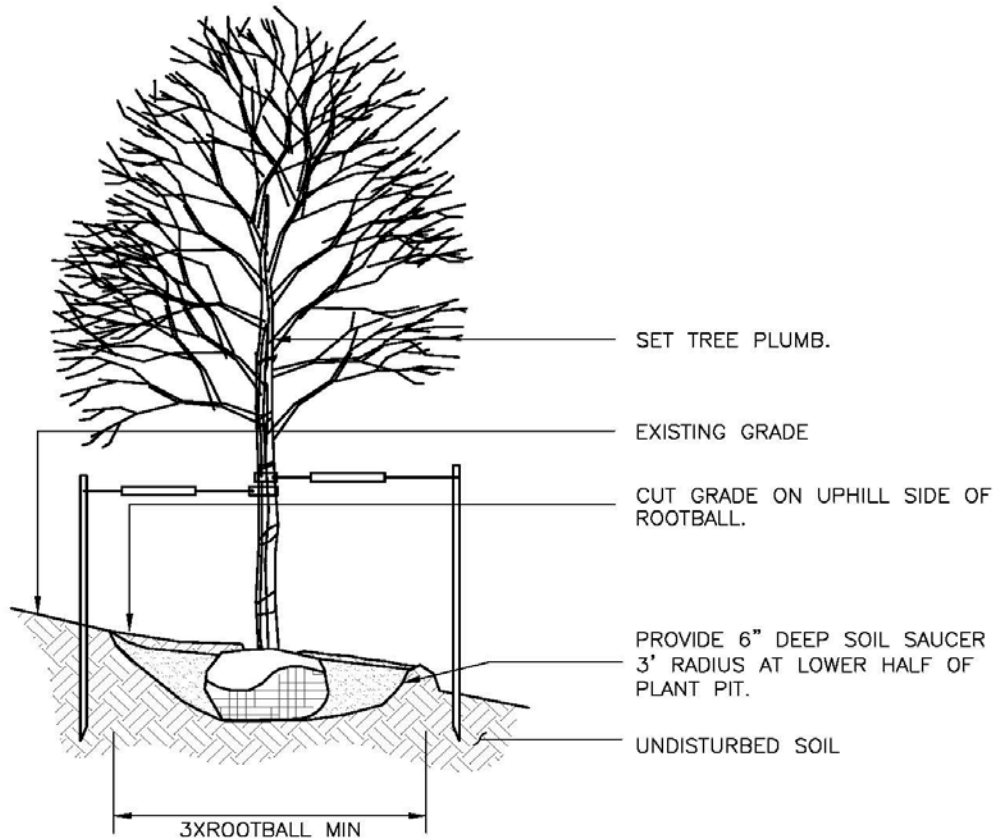 SET TREE PLUMB.
EXISTING GRADE
CUT GRADE ON UPHILL SIDE OF
ROOTBALL.
PROVIDE 6" DEEP SOIL SAUCER
3' RADIUS AT LOWER HALF OF
PLANT PIT.
UNDISTURBED SOIL
3XROOTBALL MIN